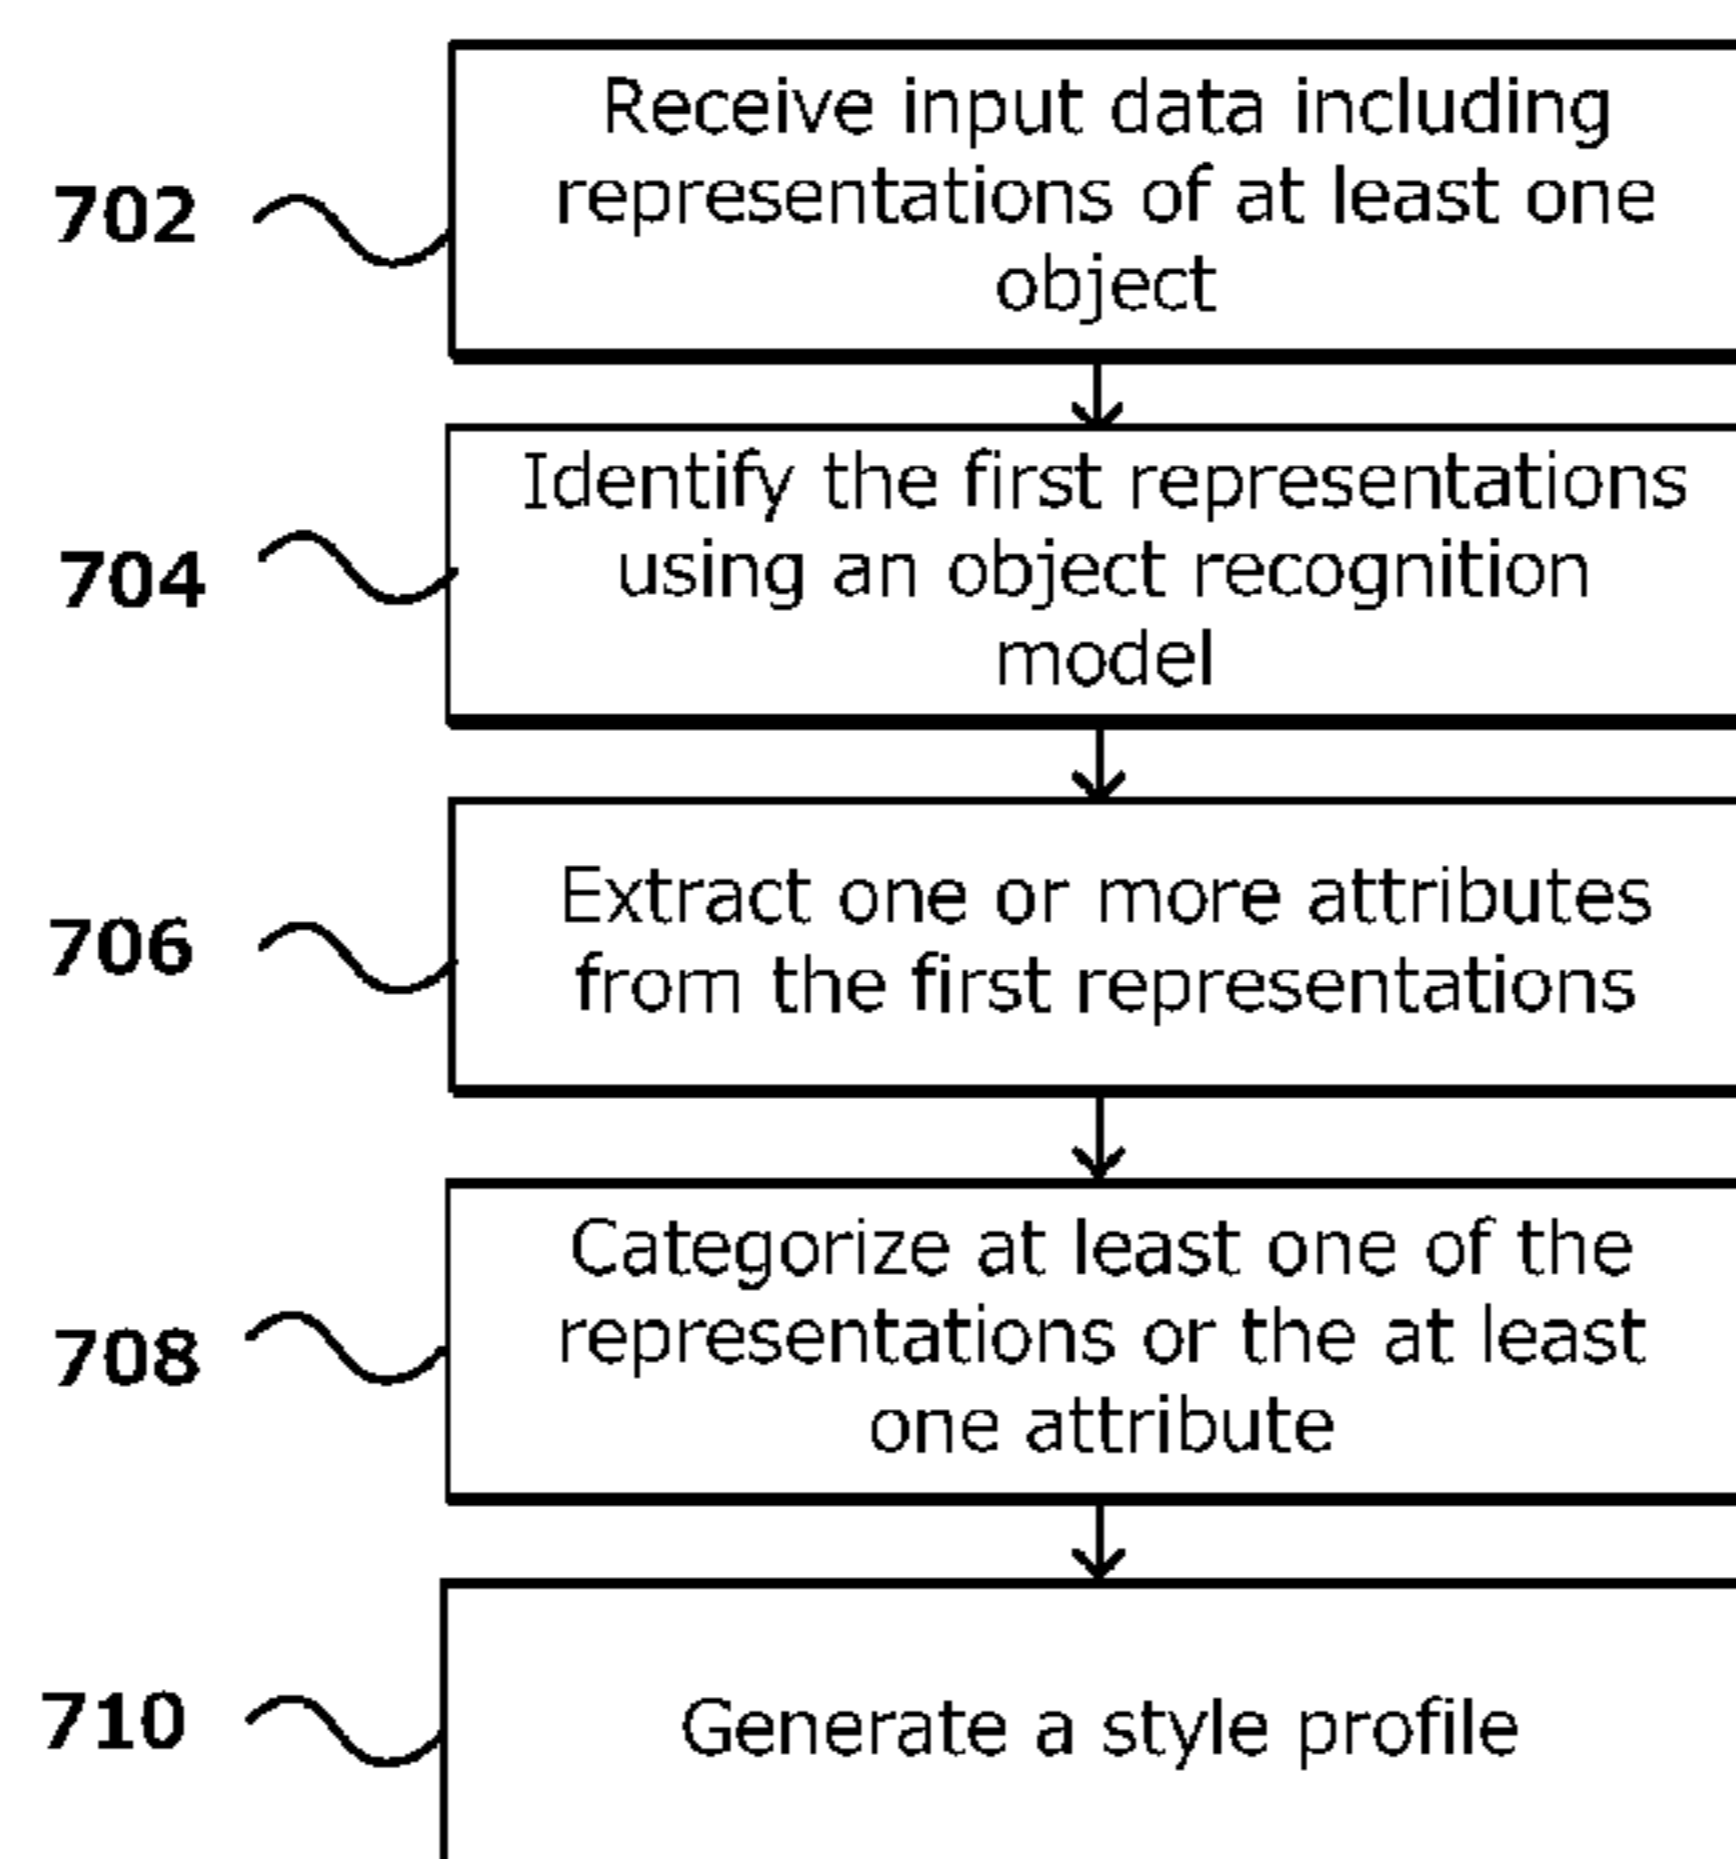 Receive input data including
representations of at least one
object
702
Identify the first representations
using an object recognition
model
704
Extract one or more attributes
from the first representations
706
Categorize at least one of the
representations or the at least
one attribute
708
Generate a style profile
710